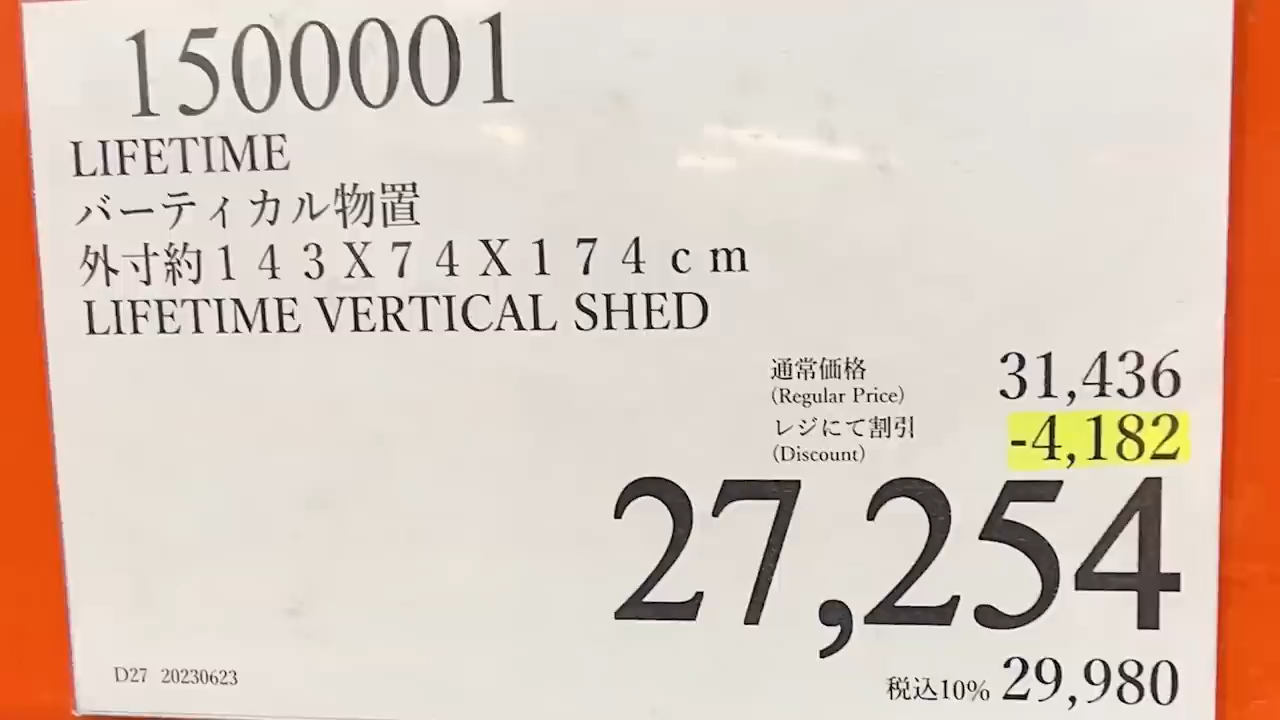 1500001
LIFETIME
バーティカル物置
外寸約１４３Ｘ７４Ｘ１７４ｃｍ
LIFETIME VERTICAL SHED
通常価格 31,436
(Regular Price)
レジにて割引 -4,182
(Discount)
27,254
税込10% 29,980
D27 20230623